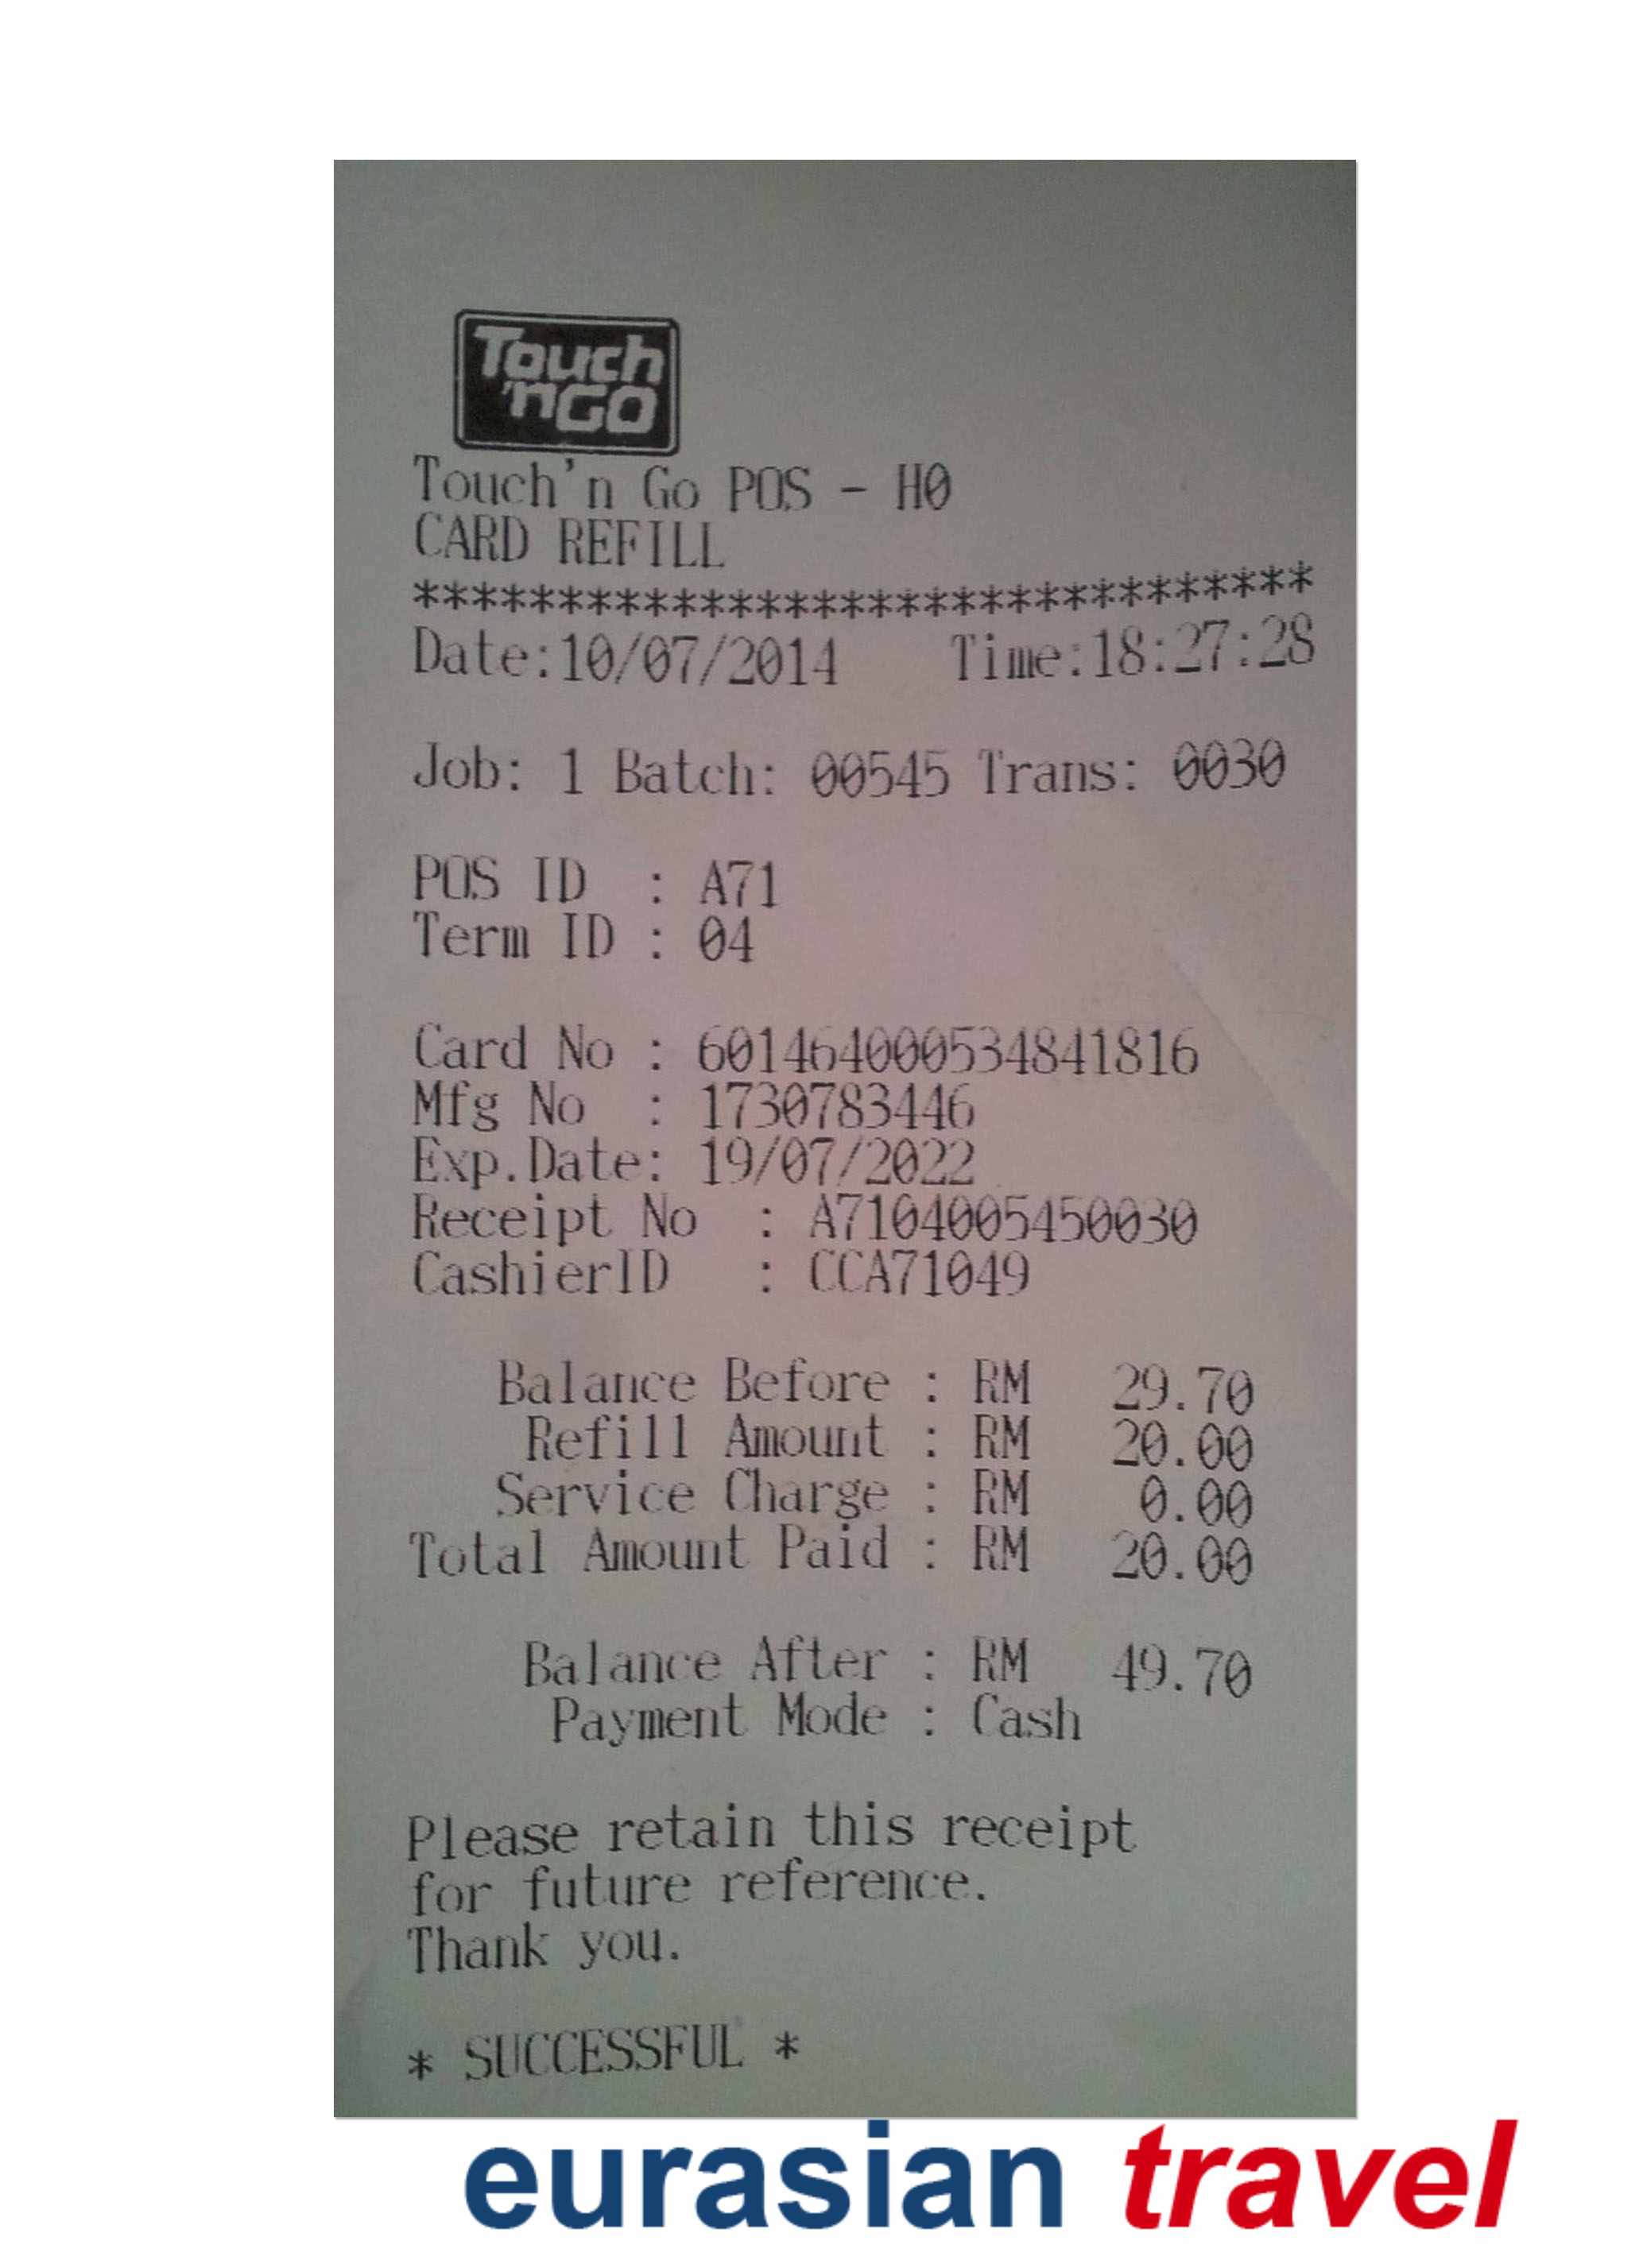 Touch
'nGO
Touch'n Go POS - HQ
CARD REFILL
********************************
Date:10/07/2014 Time:18:27:28
Job: 1 Batch: 00545 Trans: 0030
POS ID : A71
Term ID : 04
Card No : 601464000534841816
Mfg No : 1730783446
Exp.Date: 19/07/2022
Receipt No : A7104005450030
CashierID : CCA71049
Balance Before : RM 29.70
Refill Amount : RM 20.00
Service Charge : RM 0.00
Total Amount Paid : RM 20.00
Balance After : RM 49.70
Payment Mode : Cash
Please retain this receipt
for future reference.
Thank you.
* SUCCESSFUL *
eurasian travel